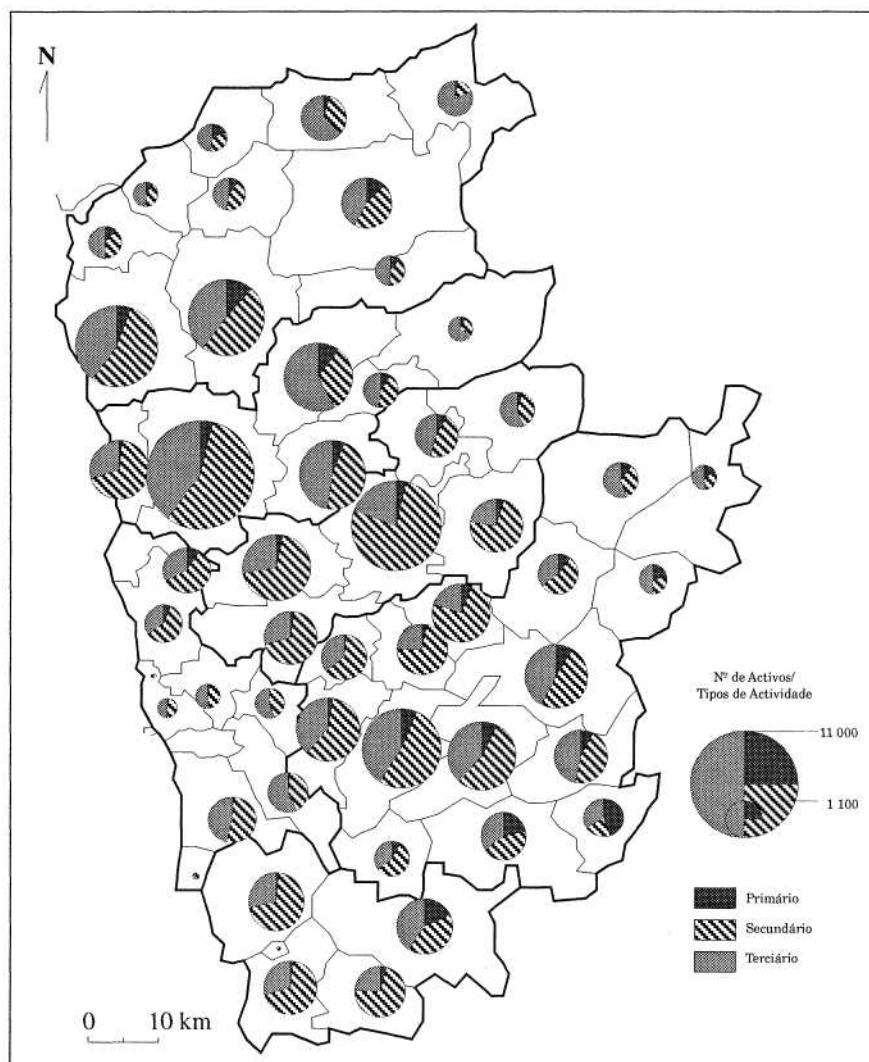 N
Nº de Activos/
Tipos de Actividade
11 000
1 100
Primário
Secundário
Terciário
0 10 km